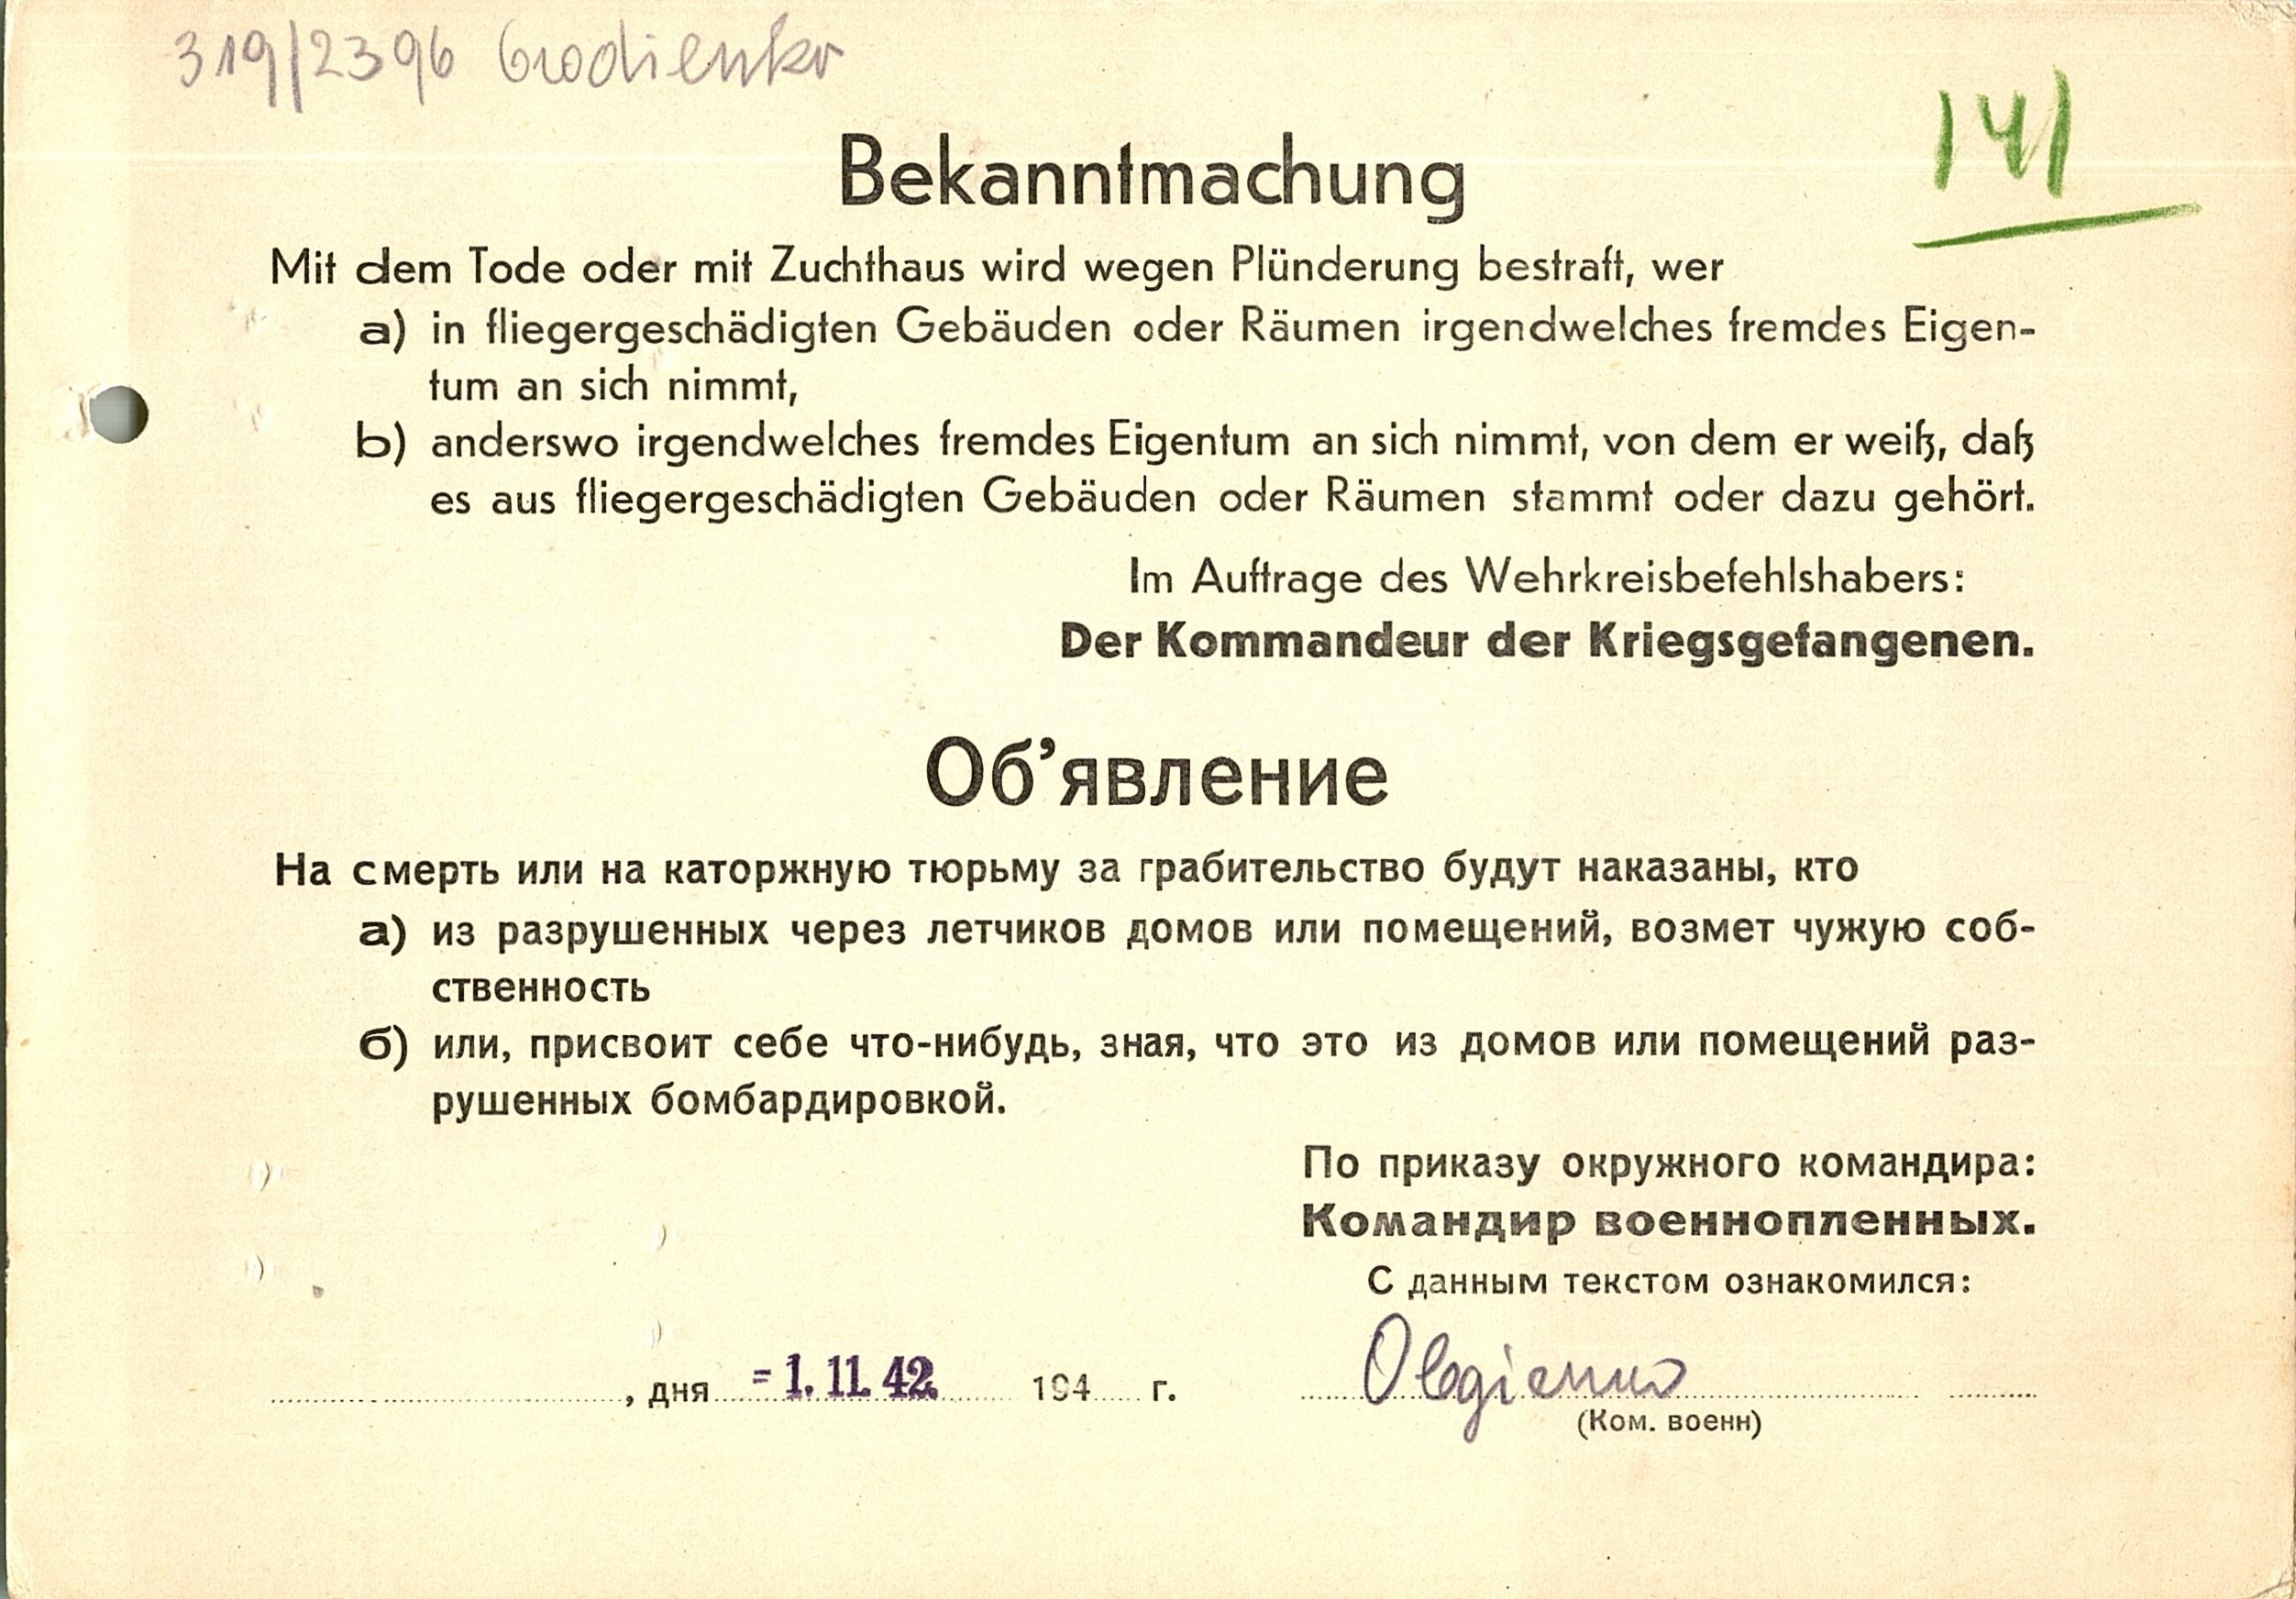 319/2396 Grodienko
141
Bekanntmachung
Mit dem Tode oder mit Zuchthaus wird wegen Plünderung bestraft, wer
a) in fliegergeschädigten Gebäuden oder Räumen irgendwelches fremdes Eigen-
tum an sich nimmt,
b) anderswo irgendwelches fremdes Eigentum an sich nimmt, von dem er weiß, daß
es aus fliegergeschädigten Gebäuden oder Räumen stammt oder dazu gehört.
Im Auftrage des Wehrkreisbefehlshabers:
Der Kommandeur der Kriegsgefangenen.
Об’явление
На смерть или на каторжную тюрьму за грабительство будут наказаны, кто
а) из разрушенных через летчиков домов или помещений, возмет чужую соб-
ственность
б) или, присвоит себе что-нибудь, зная, что это из домов или помещений раз-
рушенных бомбардировкой.
По приказу окружного командира:
Командир военнопленных.
С данным текстом ознакомился:
, дня = 1. 11. 42. 194 г.
(Ком. военн)